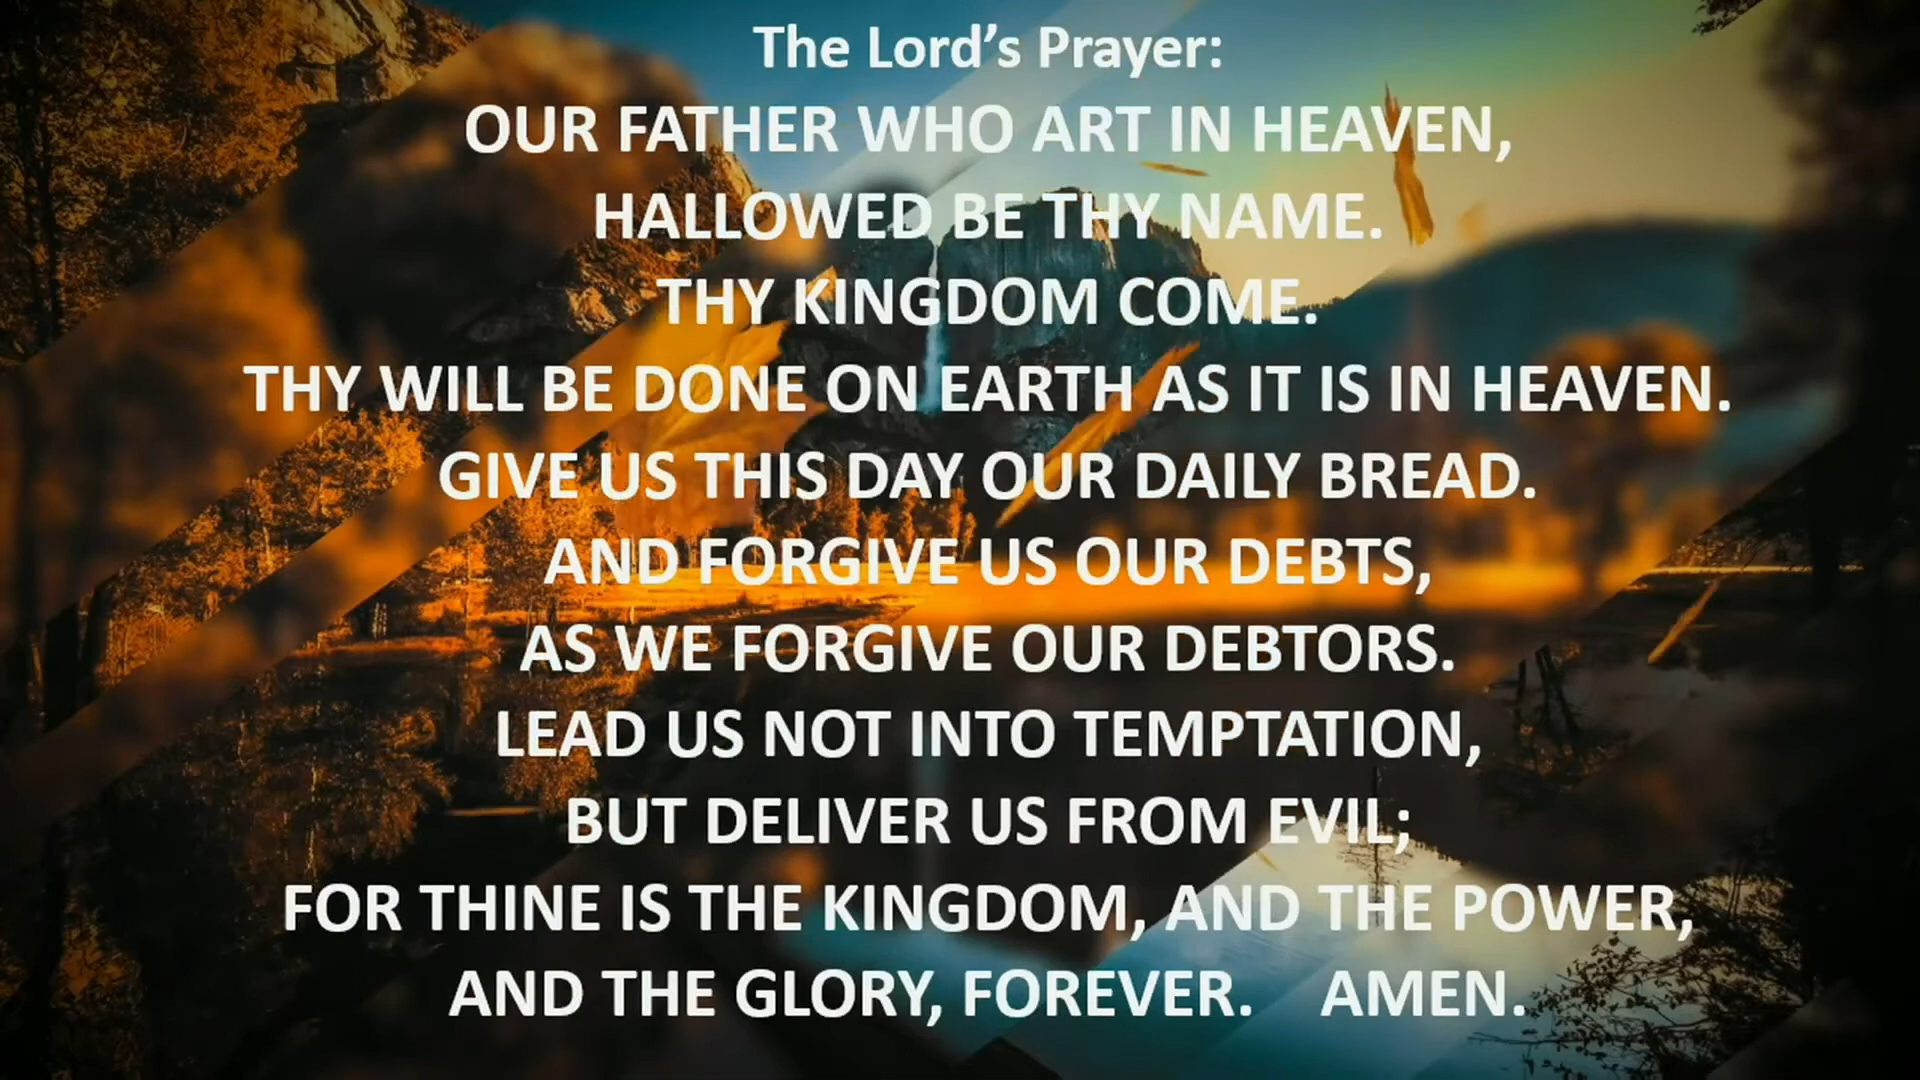 The Lord’s Prayer:
OUR FATHER WHO ART IN HEAVEN,
HALLOWED BE THY NAME.
THY KINGDOM COME.
THY WILL BE DONE ON EARTH AS IT IS IN HEAVEN.
GIVE US THIS DAY OUR DAILY BREAD.
AND FORGIVE US OUR DEBTS,
AS WE FORGIVE OUR DEBTORS.
LEAD US NOT INTO TEMPTATION,
BUT DELIVER US FROM EVIL;
FOR THINE IS THE KINGDOM, AND THE POWER,
AND THE GLORY, FOREVER. AMEN.